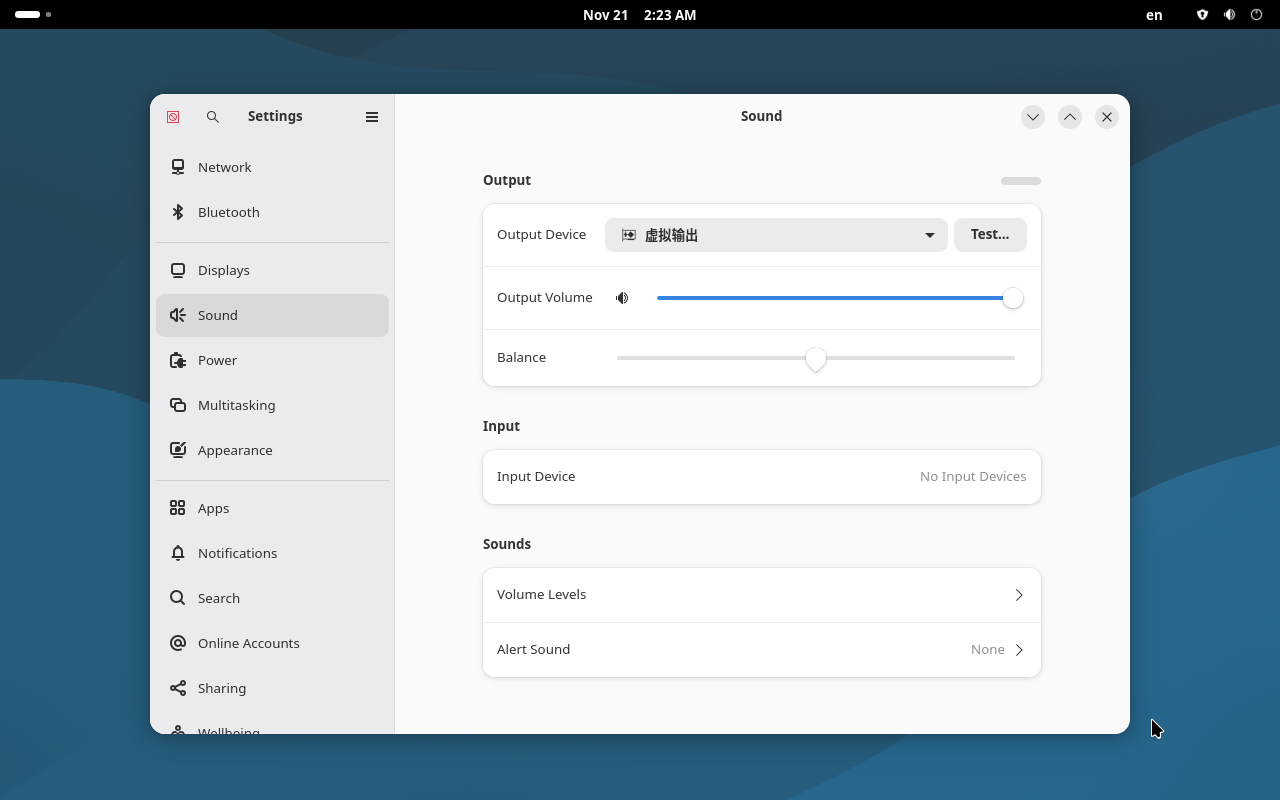 Nov 21 2:23 AM
en
Settings
Sound
Network
Bluetooth
Displays
Sound
Power
Multitasking
Appearance
Apps
Notifications
Search
Online Accounts
Sharing
Wellbeing
Output
Output Device
虚拟输出
Test...
Output Volume
Balance
Input
Input Device
No Input Devices
Sounds
Volume Levels
Alert Sound
None